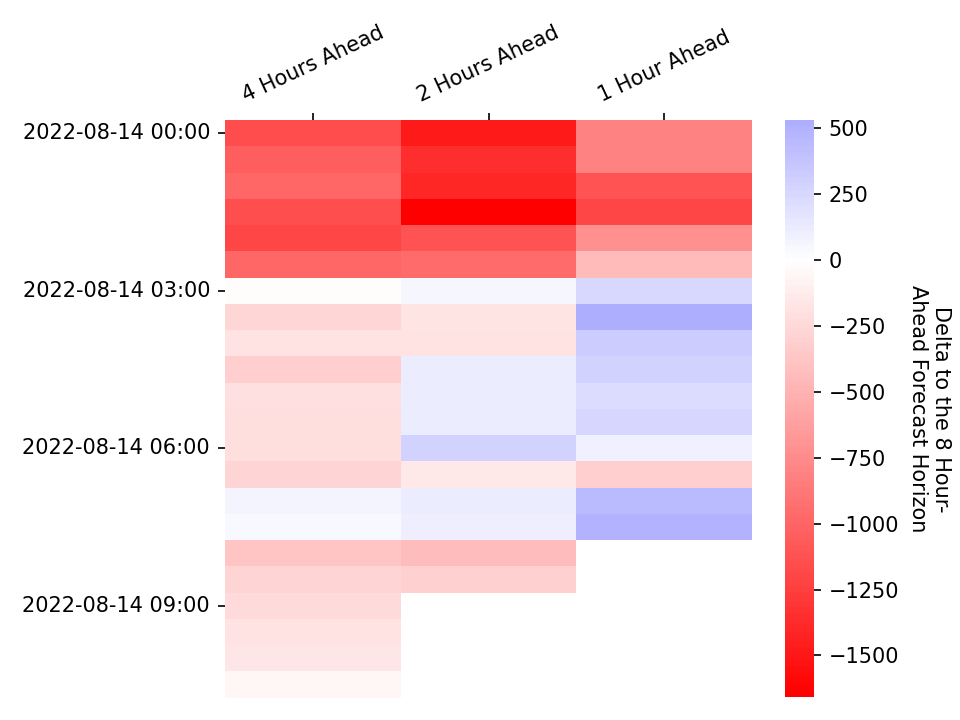 4 Hours Ahead
2 Hours Ahead
1 Hour Ahead
2022-08-14 00:00
2022-08-14 03:00
2022-08-14 06:00
2022-08-14 09:00
500
250
0
−250
−500
−750
−1000
−1250
−1500
Delta to the 8 Hour-
Ahead Forecast Horizon